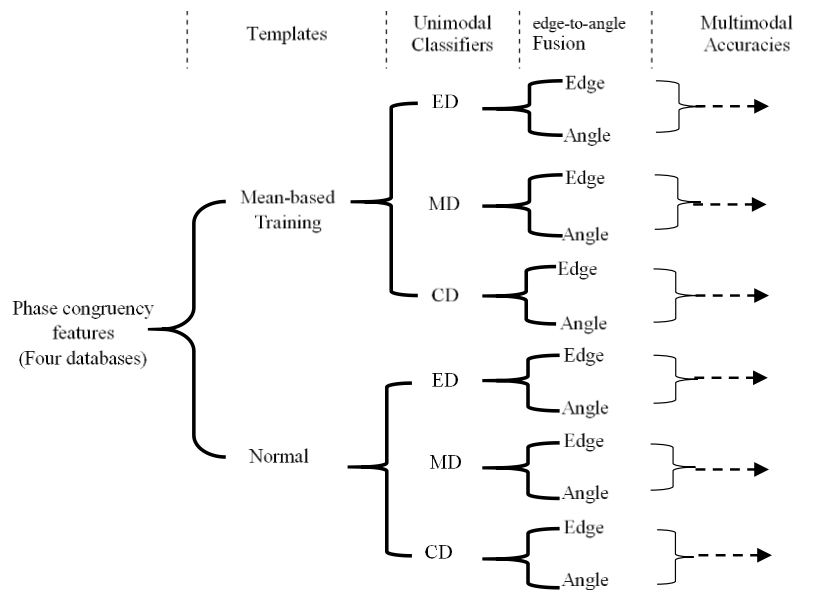 Templates
Unimodal
Classifiers
edge-to-angle
Fusion
Multimodal
Accuracies
Phase congruency
features
(Four databases)
Mean-based
Training
ED
Edge
Angle
MD
Edge
Angle
CD
Edge
Angle
Normal
ED
Edge
Angle
MD
Edge
Angle
CD
Edge
Angle